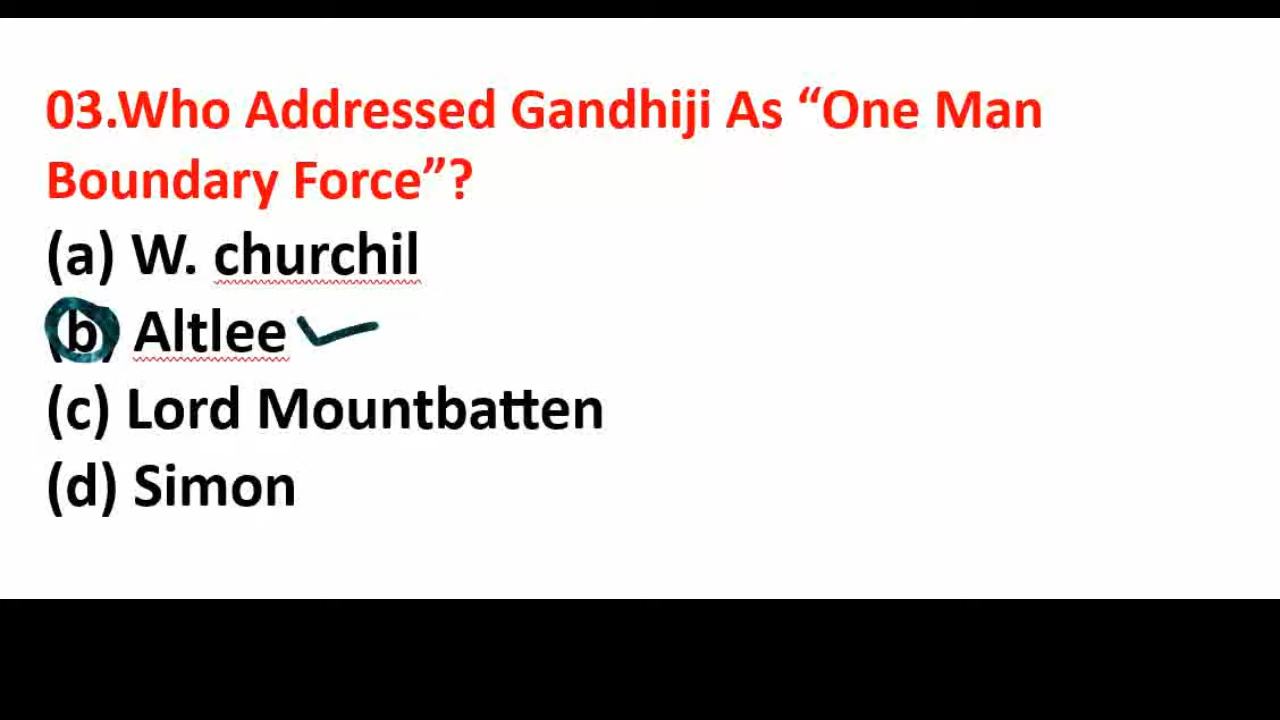 03.Who Addressed Gandhiji As “One Man
Boundary Force”?
(a) W. churchil
(b) Altlee
(c) Lord Mountbatten
(d) Simon